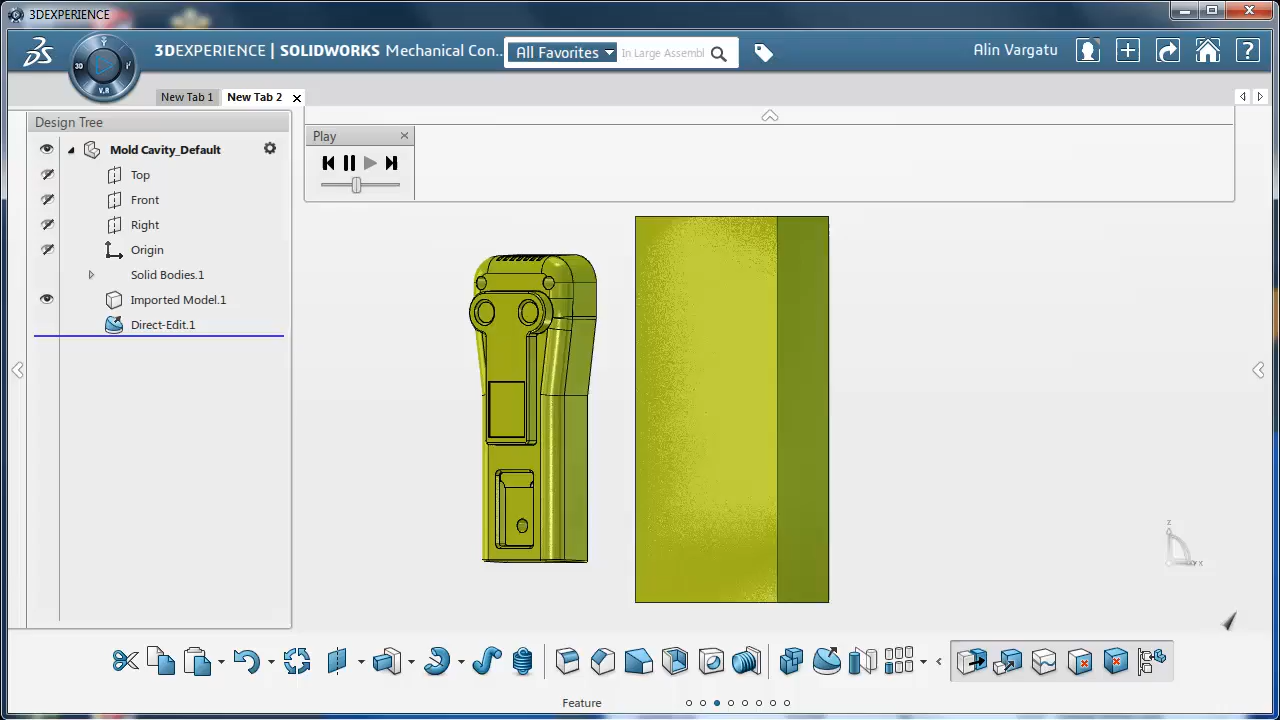 3DEXPERIENCE
3DEXPERIENCE | SOLIDWORKS Mechanical Con... All Favorites In Large Assembl Alin Vargatu
3D V.R
New Tab 1 New Tab 2
Design Tree
Play
Mold Cavity_Default
Top
Front
Right
Origin
Solid Bodies.1
Imported Model.1
Direct-Edit.1
z
y x
Feature